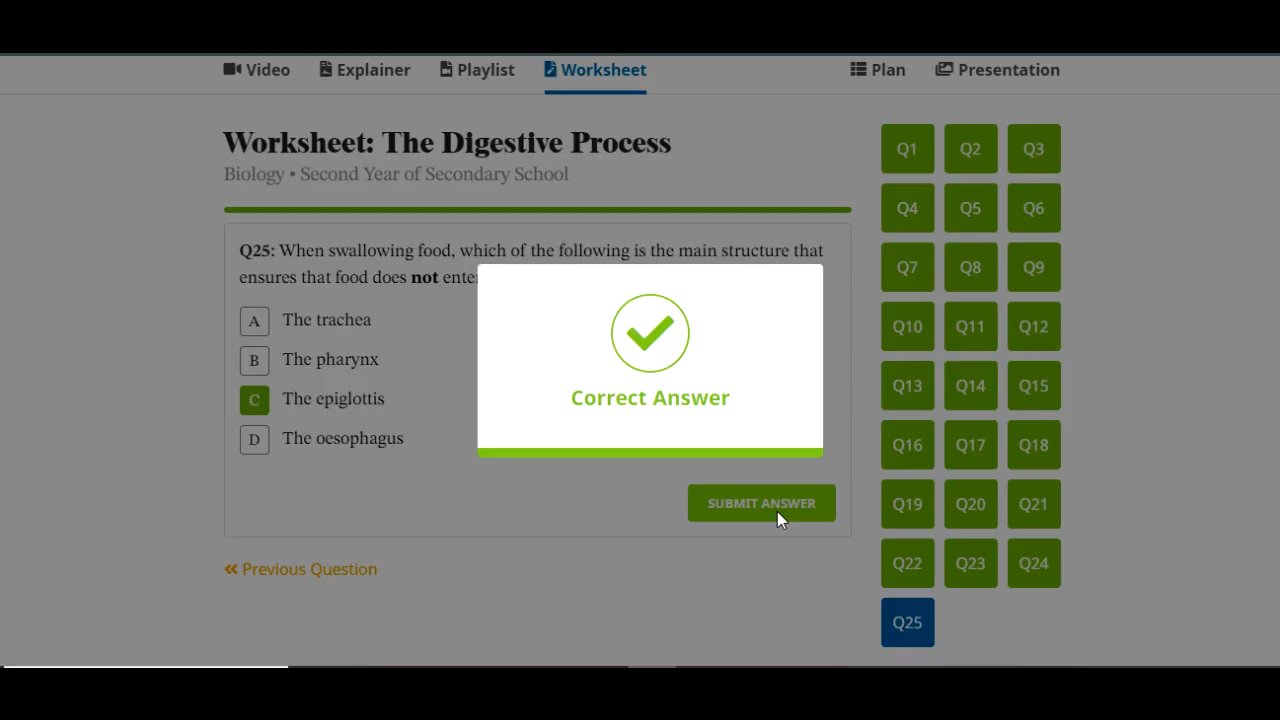 Video Explainer Playlist Worksheet Plan Presentation
Worksheet: The Digestive Process
Biology • Second Year of Secondary School
Q25: When swallowing food, which of the following is the main structure that
ensures that food does not ente
A The trachea
B The pharynx
C The epiglottis
D The oesophagus
Correct Answer
SUBMIT ANSWER
Previous Question
Q1 Q2 Q3
Q4 Q5 Q6
Q7 Q8 Q9
Q10 Q11 Q12
Q13 Q14 Q15
Q16 Q17 Q18
Q19 Q20 Q21
Q22 Q23 Q24
Q25